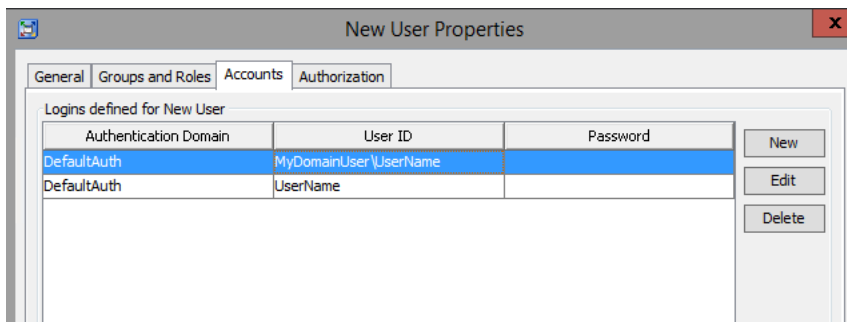 New User Properties
x
General Groups and Roles Accounts Authorization
Logins defined for New User
Authentication Domain User ID Password
New
DefaultAuth MyDomainUser\UserName
Edit
DefaultAuth UserName
Delete